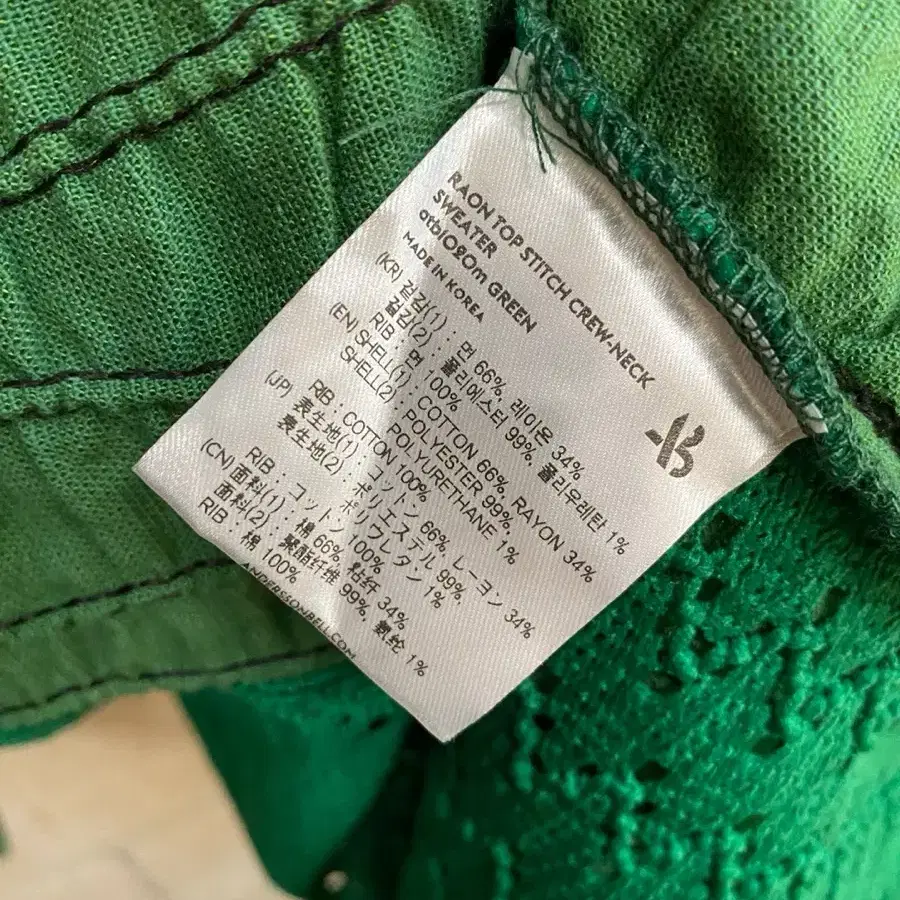 RAON TOP STITCH CREW-NECK
SWEATER
atb1090m GREEN
MADE IN KOREA
(KR) 겉감(1) : 면 66%, 레이온 34%
겉감(2) : 폴리에스터 99%, 폴리우레탄 1%
RIB : 면 100%
(EN) SHELL(1) : COTTON 66%, RAYON 34%
SHELL(2) : POLYESTER 99%,
POLYURETHANE 1%
RIB : COTTON 100%
(JP) 表生地(1) : コットン 66%, レーヨン 34%
表生地(2) : ポリエステル 99%,
ポリウレタン 1%
RIB : コットン 100%
(CN) 面料(1) : 棉 66%, 粘纤 34%
面料(2) : 聚酯纤维 99%, 氨纶 1%
RIB : 棉 100%
ANDERSSONBELL.COM